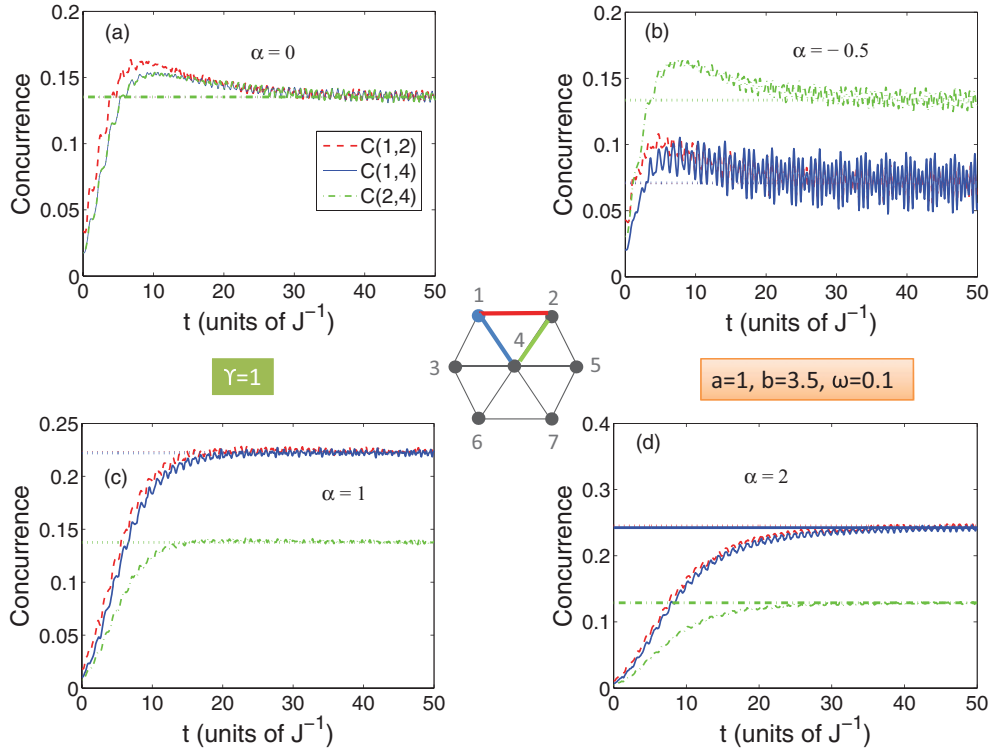 (a)
α = 0
Concurrence
0.2
0.15
0.1
0.05
0
C(1,2)
C(1,4)
C(2,4)
0 10 20 30 40 50
t (units of J⁻¹)
(b)
α = − 0.5
Concurrence
0.2
0.15
0.1
0.05
0
0 10 20 30 40 50
t (units of J⁻¹)
1 2
4
3 5
6 7
ϒ=1
a=1, b=3.5, ω=0.1
(c)
α = 1
Concurrence
0.25
0.2
0.15
0.1
0.05
0
0 10 20 30 40 50
t (units of J⁻¹)
(d)
α = 2
Concurrence
0.4
0.3
0.2
0.1
0
0 10 20 30 40 50
t (units of J⁻¹)